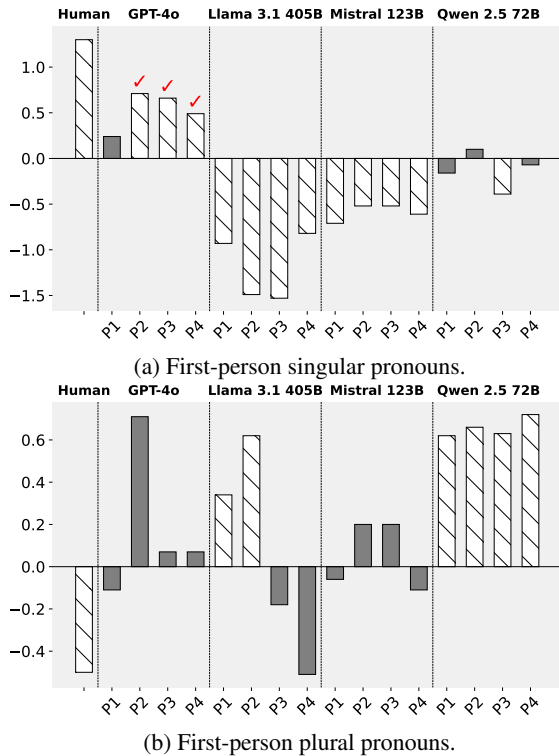 Human GPT-4o Llama 3.1 405B Mistral 123B Qwen 2.5 72B
1.0
0.5
0.0
−0.5
−1.0
−1.5
P1 P2 P3 P4 P1 P2 P3 P4 P1 P2 P3 P4 P1 P2 P3 P4
(a) First-person singular pronouns.
Human GPT-4o Llama 3.1 405B Mistral 123B Qwen 2.5 72B
0.6
0.4
0.2
0.0
−0.2
−0.4
P1 P2 P3 P4 P1 P2 P3 P4 P1 P2 P3 P4 P1 P2 P3 P4
(b) First-person plural pronouns.